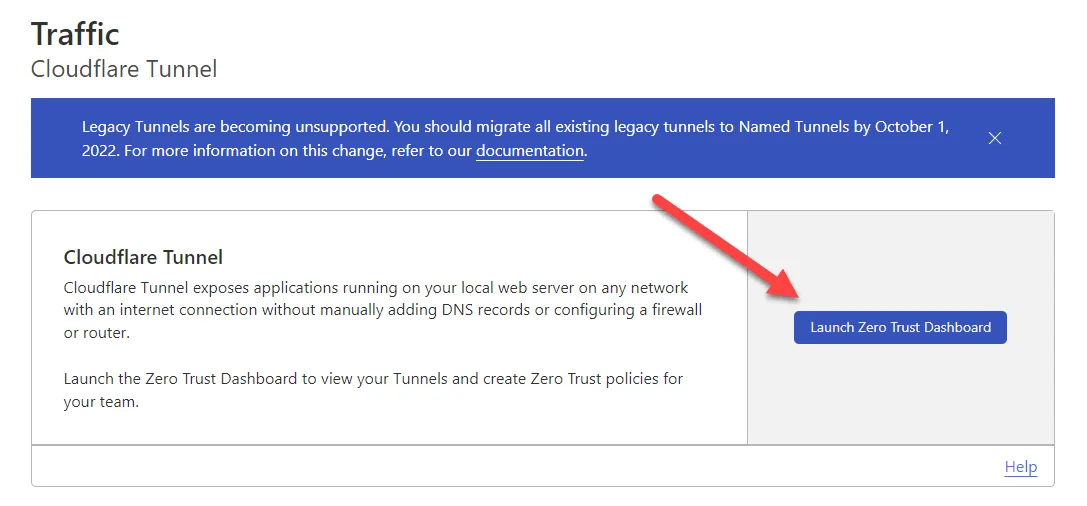 Traffic
Cloudflare Tunnel
Legacy Tunnels are becoming unsupported. You should migrate all existing legacy tunnels to Named Tunnels by October 1,
2022. For more information on this change, refer to our documentation.
Cloudflare Tunnel
Cloudflare Tunnel exposes applications running on your local web server on any network
with an internet connection without manually adding DNS records or configuring a firewall
or router.
Launch the Zero Trust Dashboard to view your Tunnels and create Zero Trust policies for
your team.
Launch Zero Trust Dashboard
Help